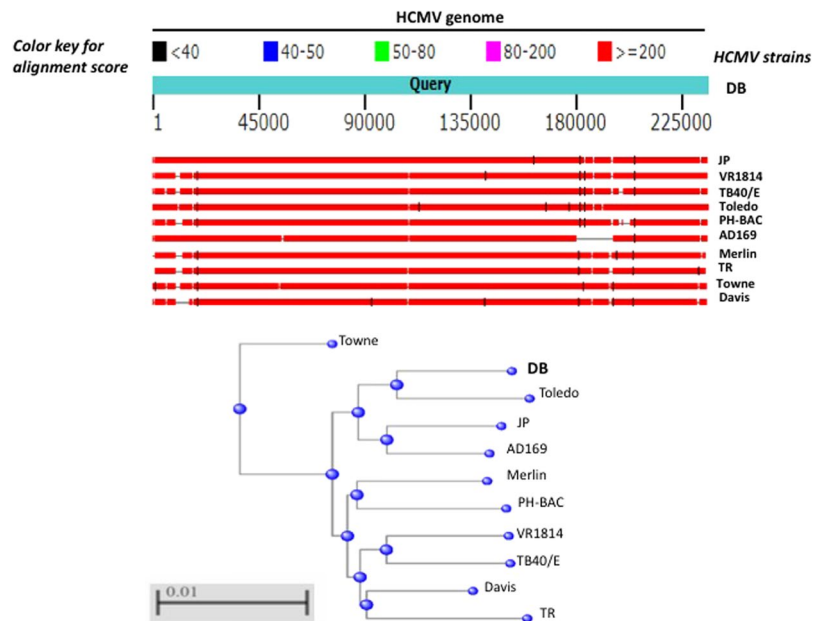 HCMV genome
Color key for
alignment score
<40
40-50
50-80
80-200
>=200
HCMV strains
Query
DB
1
45000
90000
135000
180000
225000
JP
VR1814
TB40/E
Toledo
PH-BAC
AD169
Merlin
TR
Towne
Davis
Towne
DB
Toledo
JP
AD169
Merlin
PH-BAC
VR1814
TB40/E
Davis
TR
0.01